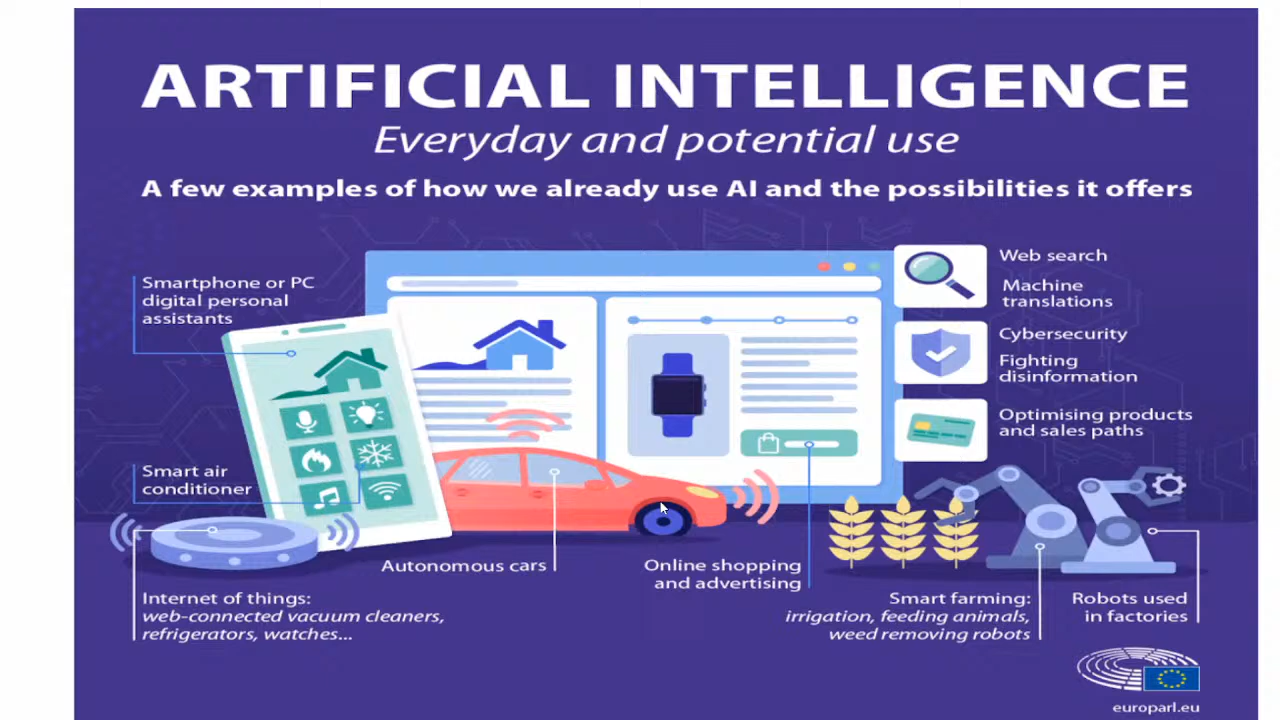 ARTIFICIAL INTELLIGENCE
Everyday and potential use
A few examples of how we already use AI and the possibilities it offers
Smartphone or PC
digital personal
assistants
Web search
Machine
translations
Cybersecurity
Fighting
disinformation
Optimising products
and sales paths
Smart air
conditioner
Autonomous cars
Online shopping
and advertising
Internet of things:
web-connected vacuum cleaners,
refrigerators, watches...
Smart farming:
irrigation, feeding animals,
weed removing robots
Robots used
in factories
europarl.eu